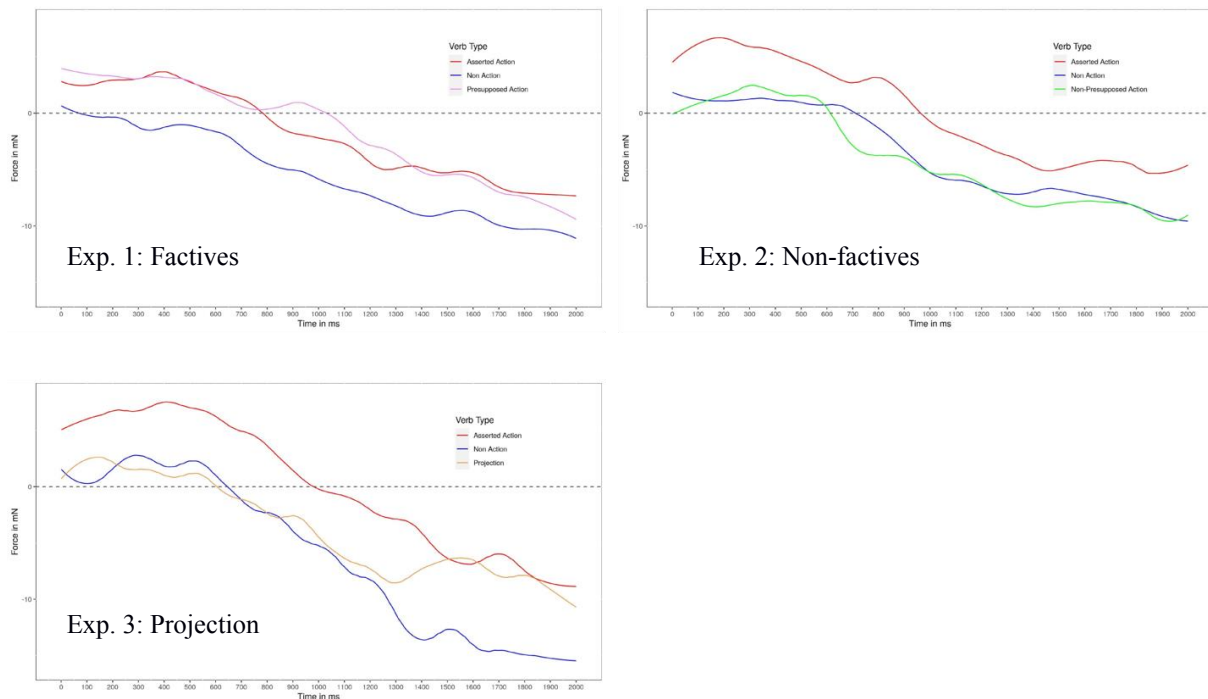 Verb Type
Asserted Action
Non Action
Presupposed Action
0
-10
Force in mN
Exp. 1: Factives
0 100 200 300 400 500 600 700 800 900 1000 1100 1200 1300 1400 1500 1600 1700 1800 1900 2000
Time in ms
Verb Type
Asserted Action
Non Action
Non-Presupposed Action
0
-10
Force in mN
Exp. 2: Non-factives
0 100 200 300 400 500 600 700 800 900 1000 1100 1200 1300 1400 1500 1600 1700 1800 1900 2000
Time in ms
Verb Type
Asserted Action
Non Action
Projection
0
-10
Force in mN
Exp. 3: Projection
0 100 200 300 400 500 600 700 800 900 1000 1100 1200 1300 1400 1500 1600 1700 1800 1900 2000
Time in ms